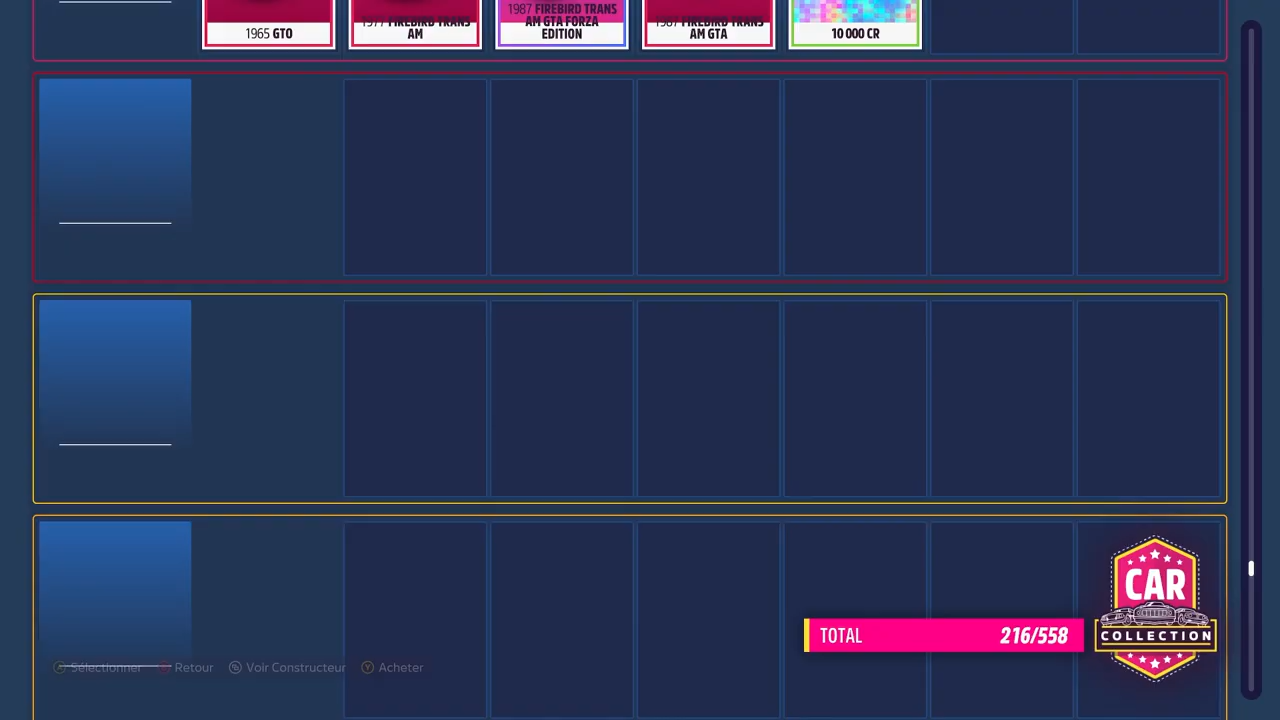 1965 GTO
1977 FIREBIRD TRANS
AM
1987 FIREBIRD TRANS
AM GTA FORZA
EDITION
1987 FIREBIRD TRANS
AM GTA
10 000 CR
TOTAL
216/558
CAR
COLLECTION
Sélectionner
Retour
Voir Constructeur
Acheter